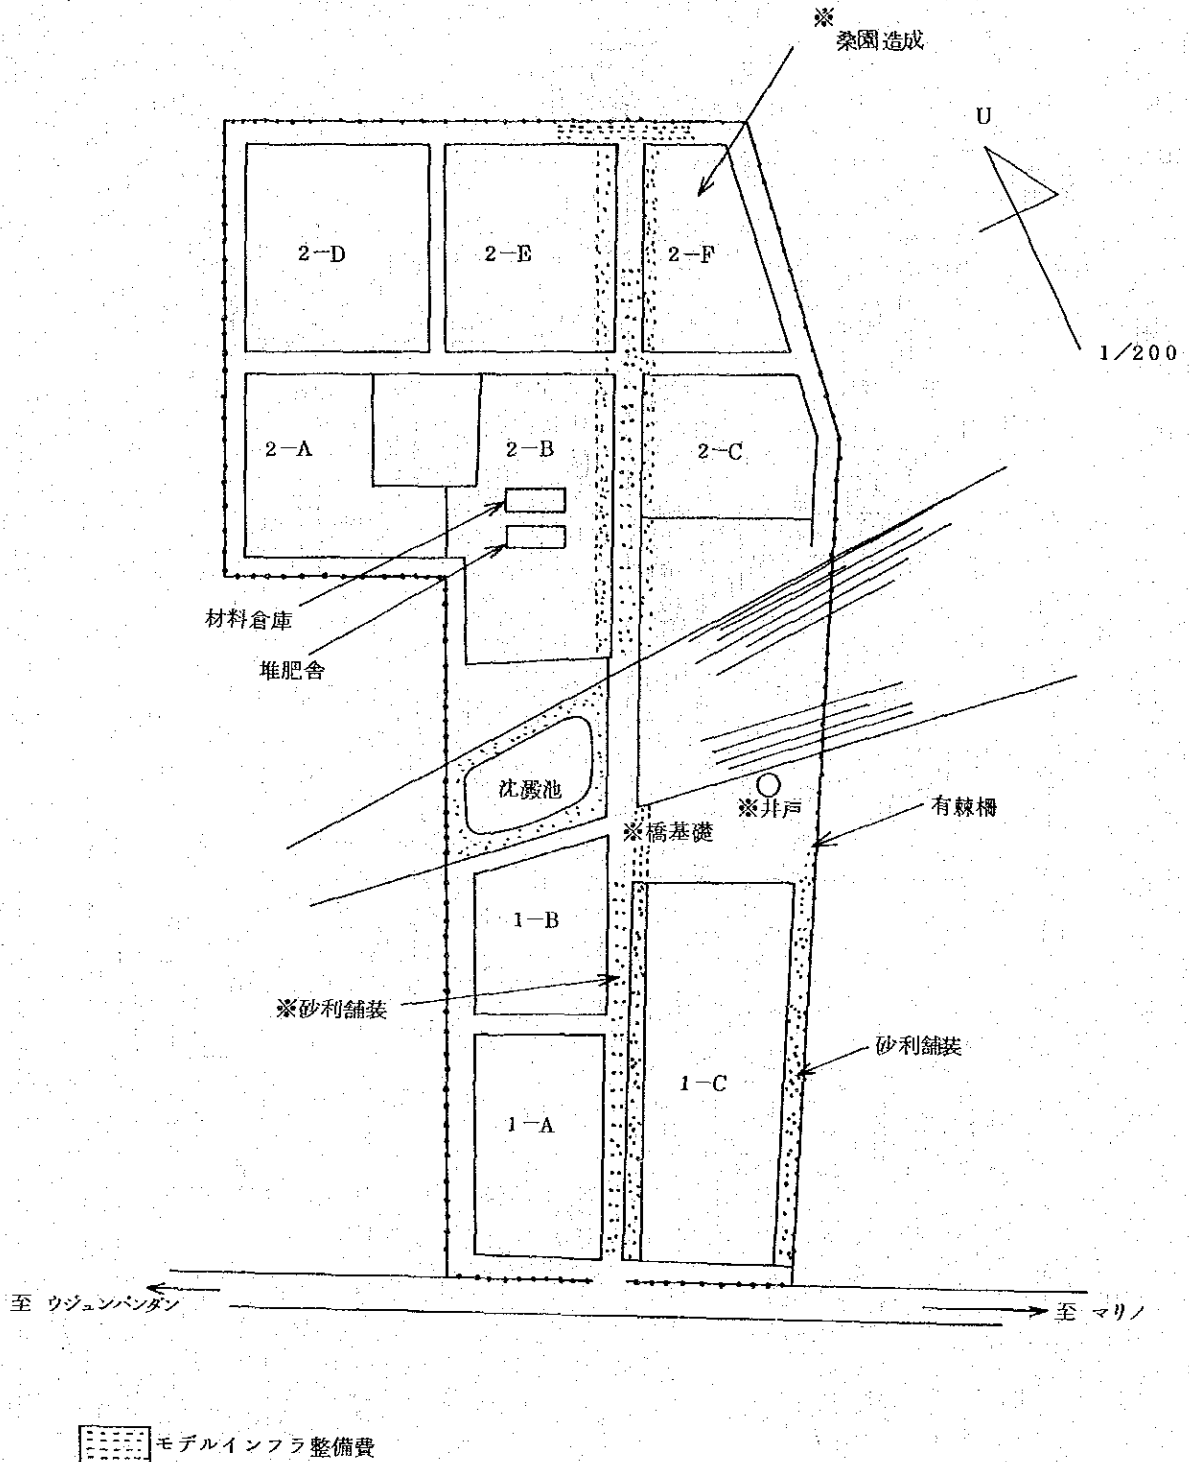 ※
桑園造成
U
1/200
2-D
2-E
2-F
2-A
2-B
2-C
材料倉庫
堆肥舎
沈澱池
※井戸
有棘柵
※橋基礎
1-B
※砂利舗装
砂利舗装
1-C
1-A
至 ウジュンパンダン
至 マリノ
モデルインフラ整備費